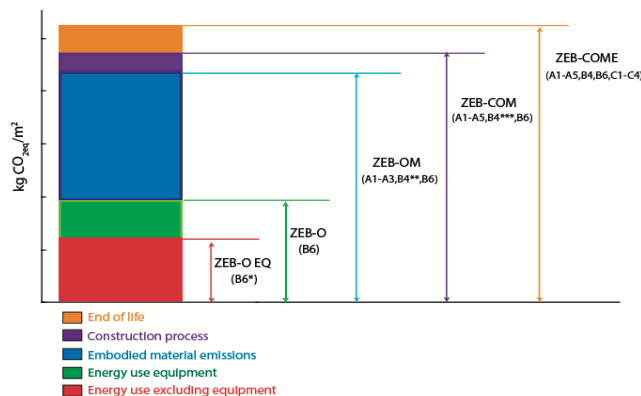 kg CO2eq/m²
ZEB-COME
(A1-A5,B4,B6,C1-C4)
ZEB-COM
(A1-A5,B4***,B6)
ZEB-OM
(A1-A3,B4**,B6)
ZEB-O
(B6)
ZEB-O EQ
(B6*)
End of life
Construction process
Embodied material emissions
Energy use equipment
Energy use excluding equipment